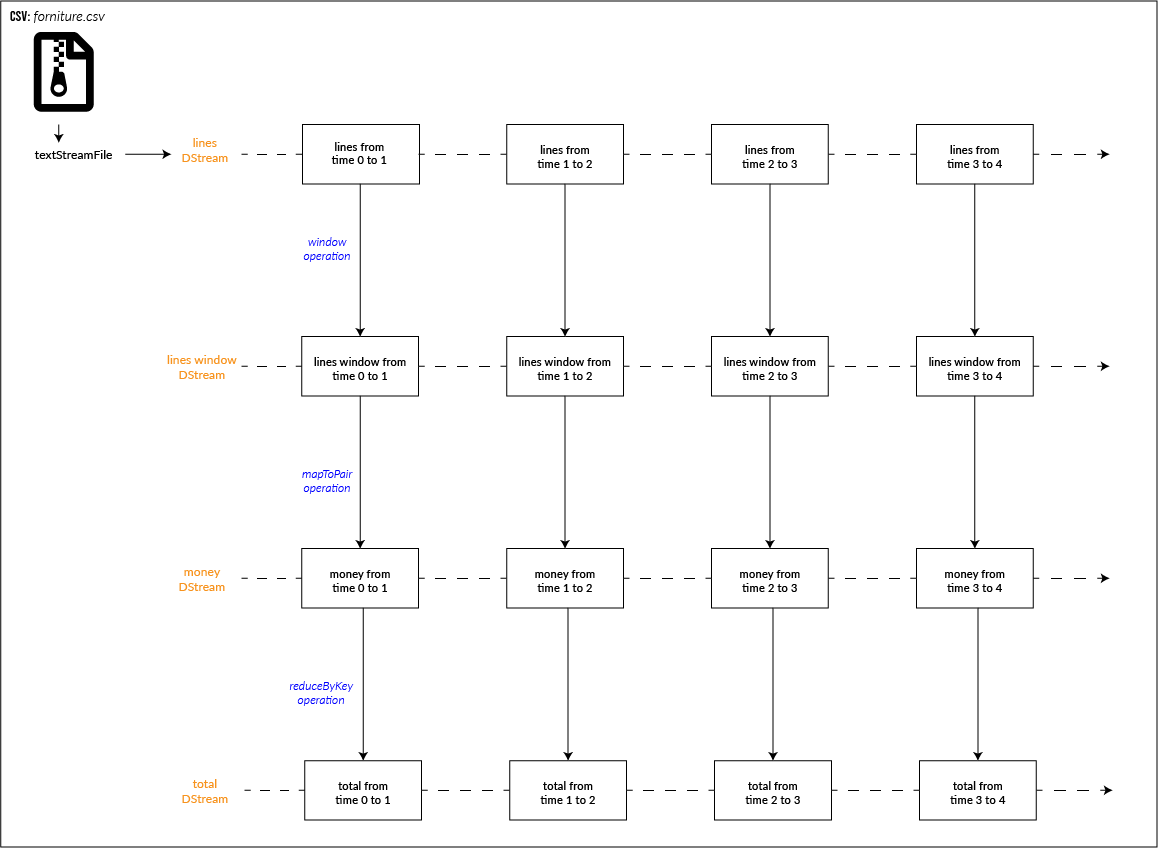 CSV: forniture.csv
textStreamFile
lines
DStream
lines from
time 0 to 1
lines from
time 1 to 2
lines from
time 2 to 3
lines from
time 3 to 4
window
operation
lines window
DStream
lines window from
time 0 to 1
lines window from
time 1 to 2
lines window from
time 2 to 3
lines window from
time 3 to 4
mapToPair
operation
money
DStream
money from
time 0 to 1
money from
time 1 to 2
money from
time 2 to 3
money from
time 3 to 4
reduceByKey
operation
total
DStream
total from
time 0 to 1
total from
time 1 to 2
total from
time 2 to 3
total from
time 3 to 4